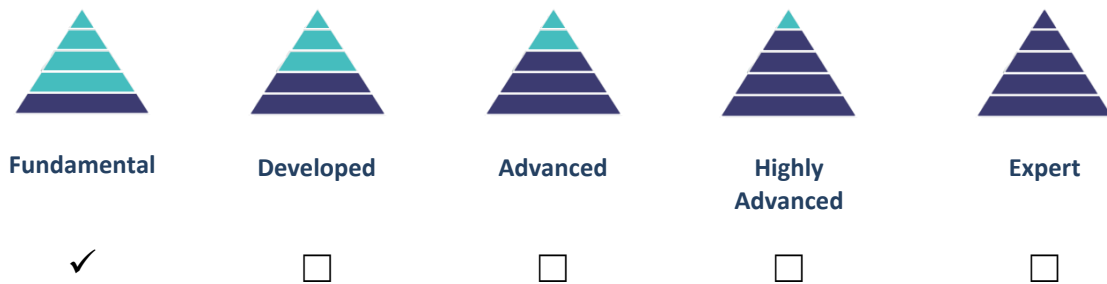 Fundamental
Developed
Advanced
Highly
Advanced
Expert
✓ ☐ ☐ ☐ ☐